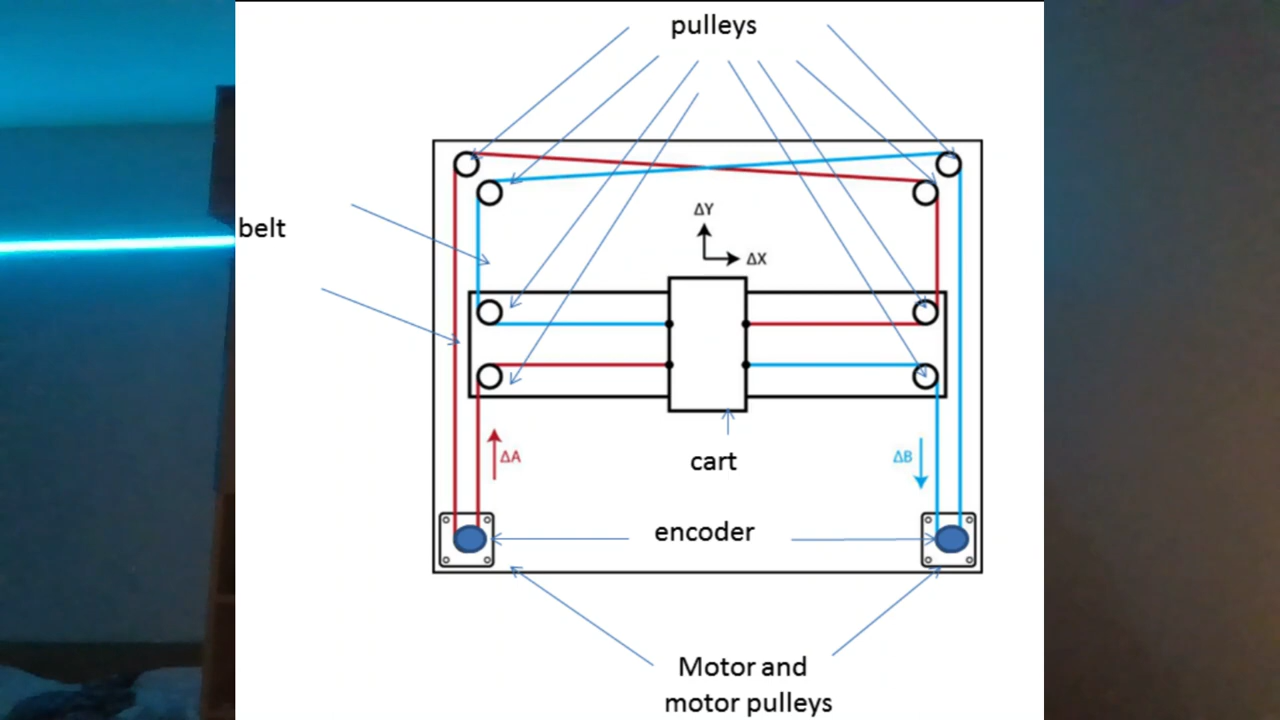 pulleys
belt
ΔY
ΔX
ΔA
cart
ΔB
encoder
Motor and
motor pulleys